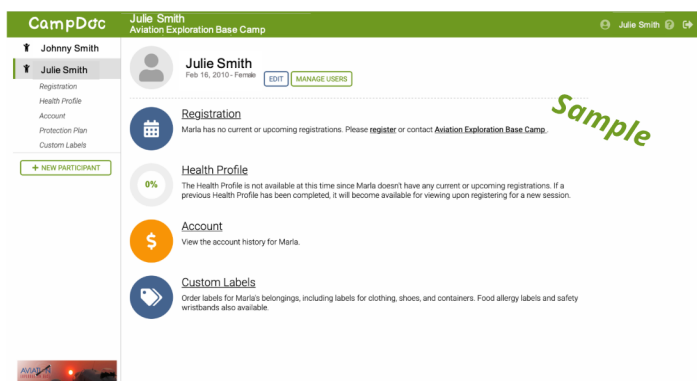 CampDoc
Julie Smith
Aviation Exploration Base Camp
Julie Smith
Johnny Smith
Julie Smith
Registration
Health Profile
Account
Protection Plan
Custom Labels
+ NEW PARTICIPANT
Julie Smith
Feb 16, 2010 - Female
EDIT
MANAGE USERS
Sample
Registration
Marla has no current or upcoming registrations. Please register or contact Aviation Exploration Base Camp .
0%
Health Profile
The Health Profile is not available at this time since Marla doesn't have any current or upcoming registrations. If a
previous Health Profile has been completed, it will become available for viewing upon registering for a new session.
$
Account
View the account history for Marla.
Custom Labels
Order labels for Marla's belongings, including labels for clothing, shoes, and containers. Food allergy labels and safety
wristbands also available.
AVIATION